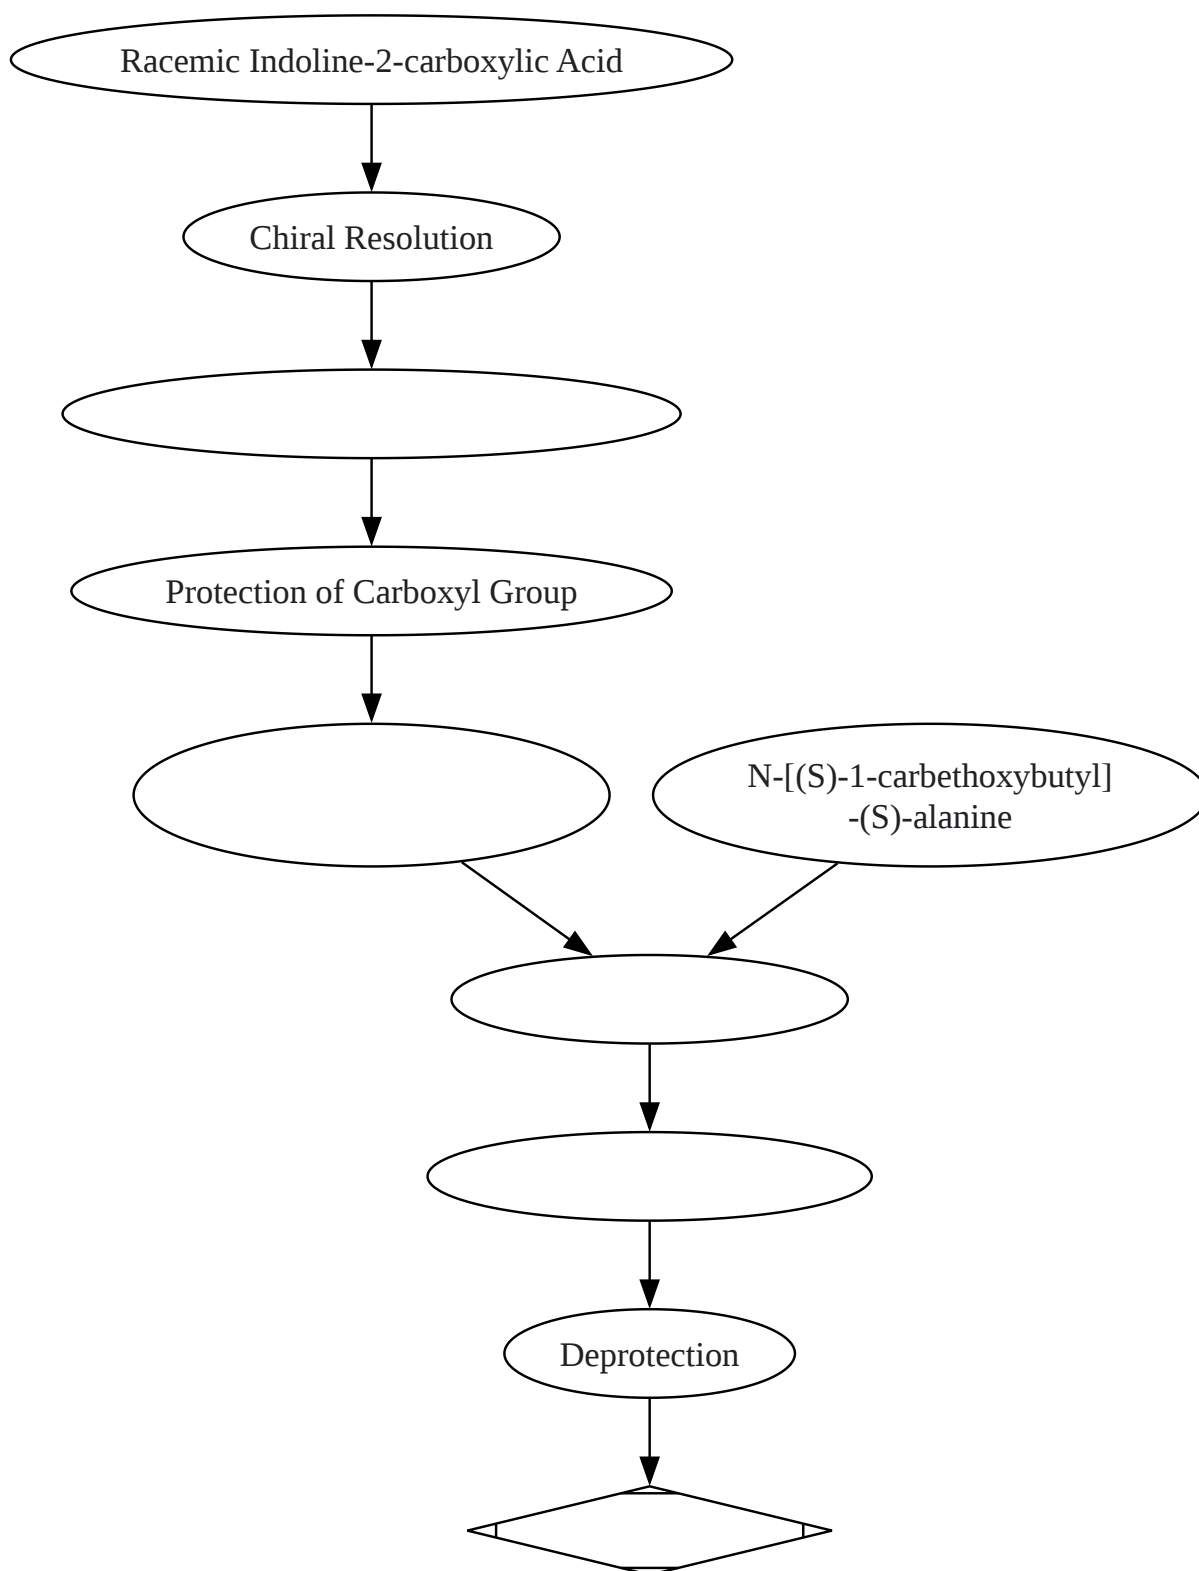 Racemic Indoline-2-carboxylic Acid
Chiral Resolution
Protection of Carboxyl Group
N-[(S)-1-carbethoxybutyl]
-(S)-alanine
Deprotection